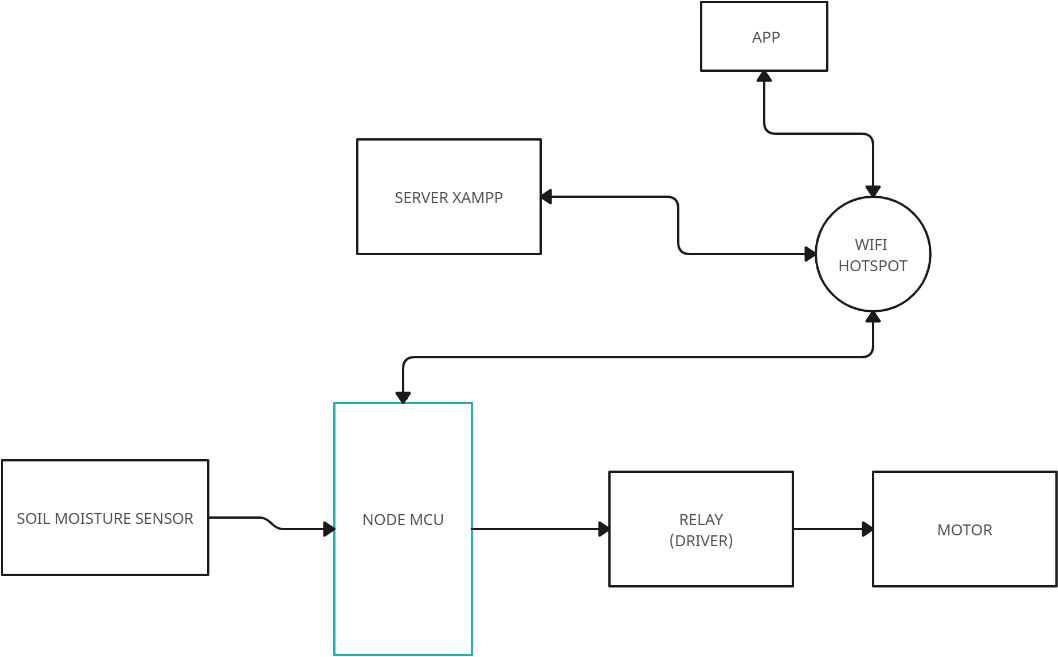 APP
SERVER XAMPP
WIFI
HOTSPOT
SOIL MOISTURE SENSOR
NODE MCU
RELAY
(DRIVER)
MOTOR